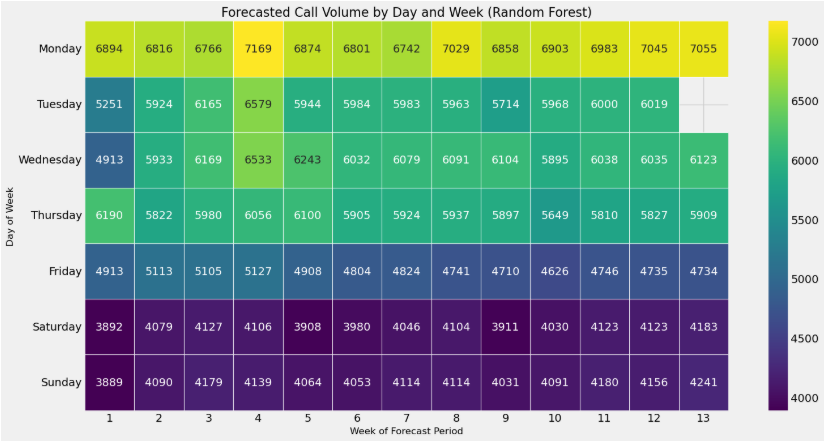 Forecasted Call Volume by Day and Week (Random Forest)
Monday 6894 6816 6766 7169 6874 6801 6742 7029 6858 6903 6983 7045 7055
Tuesday 5251 5924 6165 6579 5944 5984 5983 5963 5714 5968 6000 6019
Wednesday 4913 5933 6169 6533 6243 6032 6079 6091 6104 5895 6038 6035 6123
Thursday 6190 5822 5980 6056 6100 5905 5924 5937 5897 5649 5810 5827 5909
Friday 4913 5113 5105 5127 4908 4804 4824 4741 4710 4626 4746 4735 4734
Saturday 3892 4079 4127 4106 3908 3980 4046 4104 3911 4030 4123 4123 4183
Sunday 3889 4090 4179 4139 4064 4053 4114 4114 4031 4091 4180 4156 4241
1 2 3 4 5 6 7 8 9 10 11 12 13
Week of Forecast Period
Day of Week
7000
6500
6000
5500
5000
4500
4000